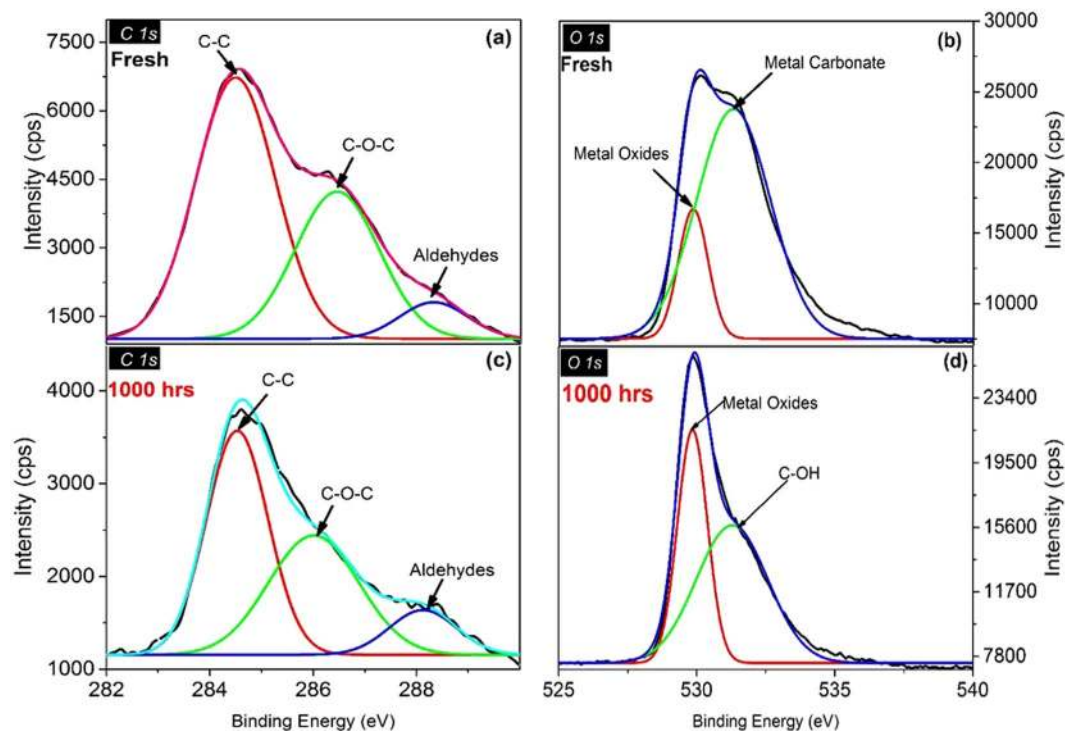 C 1s
(a)
Fresh
C-C
C-O-C
Aldehydes
7500
6000
4500
3000
1500
Intensity (cps)
O 1s
(b)
Fresh
Metal Carbonate
Metal Oxides
30000
25000
20000
15000
10000
Intensity (cps)
C 1s
(c)
1000 hrs
C-C
C-O-C
Aldehydes
4000
3000
2000
1000
Intensity (cps)
282
284
286
288
Binding Energy (eV)
O 1s
(d)
1000 hrs
Metal Oxides
C-OH
23400
19500
15600
11700
7800
Intensity (cps)
525
530
535
540
Binding Energy (eV)